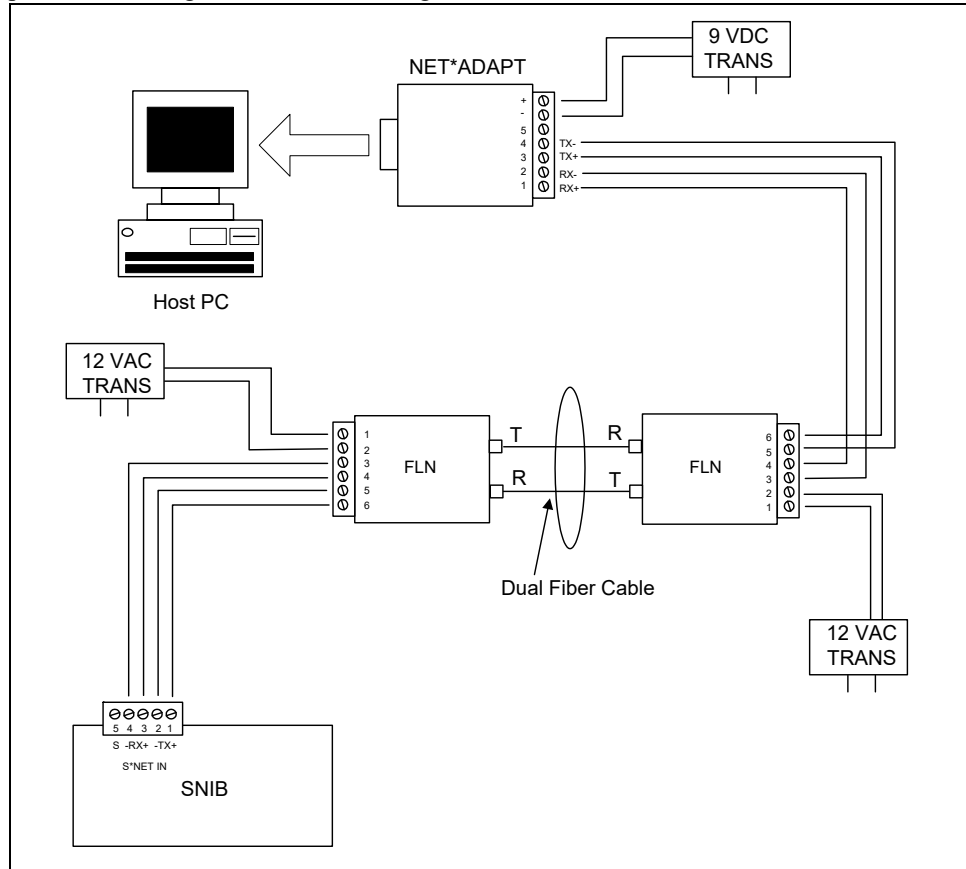 9 VDC
TRANS
NET*ADAPT
+
-
5
4 TX-
3 TX+
2 RX-
1 RX+
Host PC
12 VAC
TRANS
1
2
3
4
5
6
FLN
T R
R T
FLN
6
5
4
3
2
1
Dual Fiber Cable
12 VAC
TRANS
5 4 3 2 1
S -RX+ -TX+
S*NET IN
SNIB